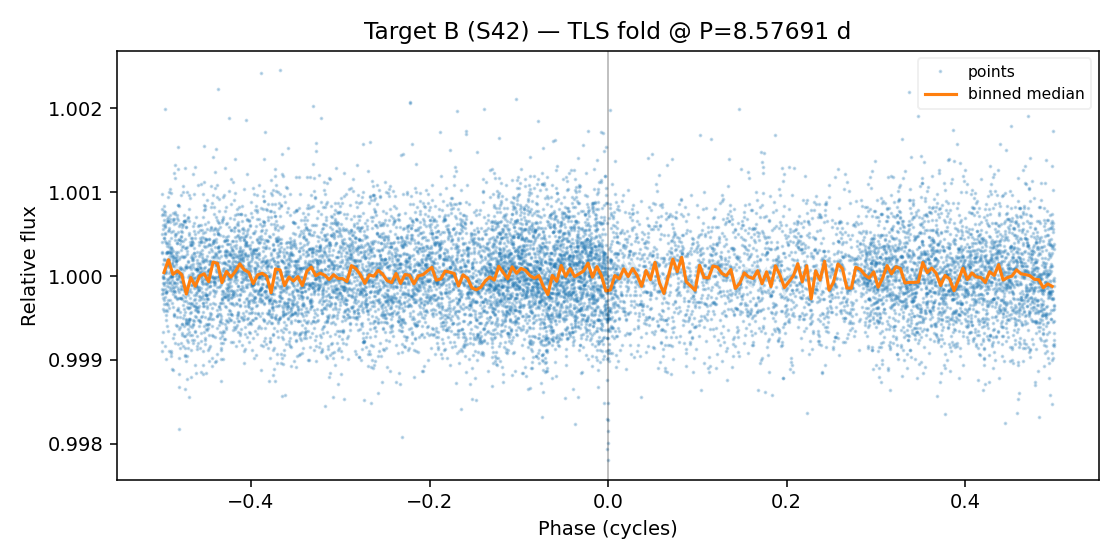 Target B (S42) — TLS fold @ P=8.57691 d
points
binned median
Relative flux
1.002
1.001
1.000
0.999
0.998
−0.4
−0.2
0.0
0.2
0.4
Phase (cycles)